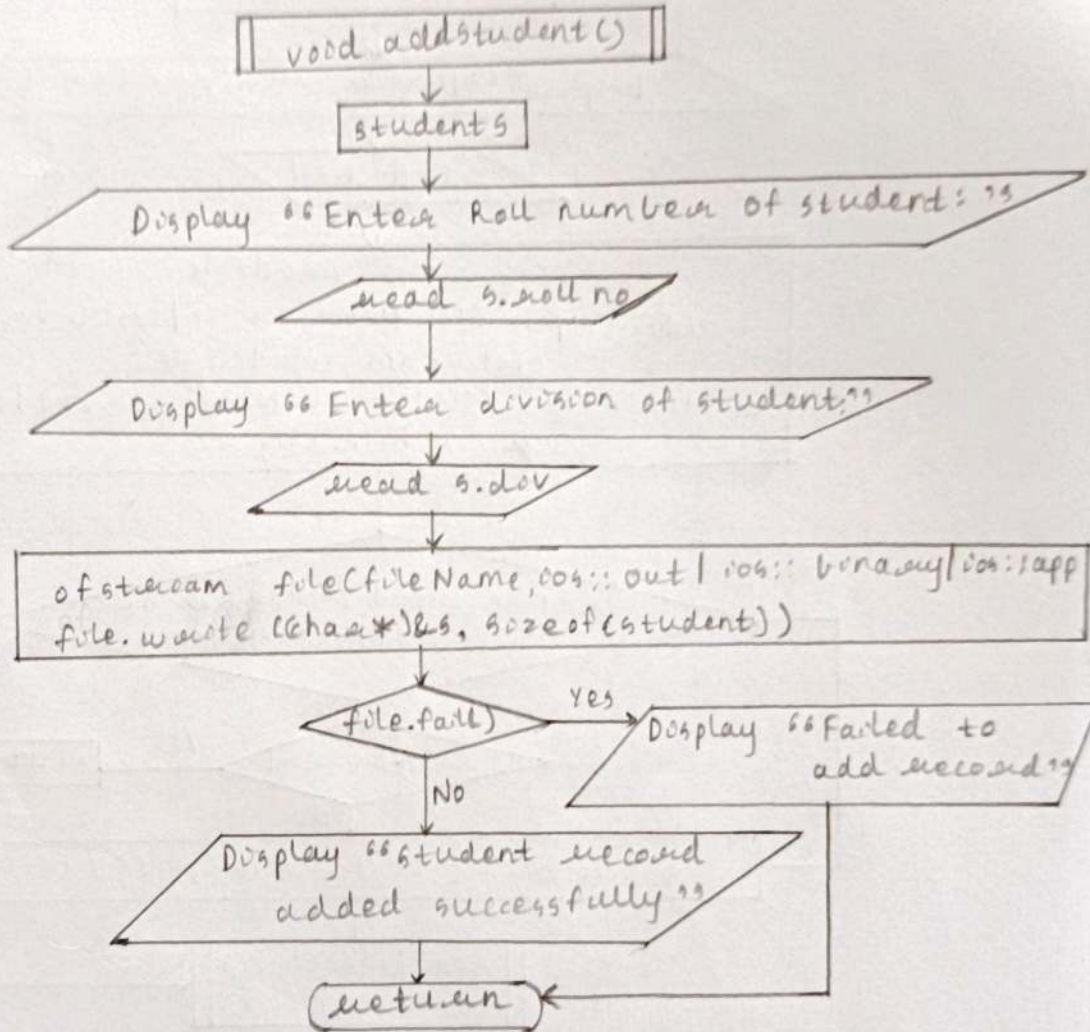 void addstudent()
student s
Display “Enter Roll number of student: ”
read s.roll no
Display “Enter division of student:”
read s.div
ofstream file(fileName, ios:: out | ios:: binary | ios::app
file.write ((char*)&s, sizeof(student))
file.fail()
Yes
Display “Failed to
add record”
No
Display “student record
added successfully”
return